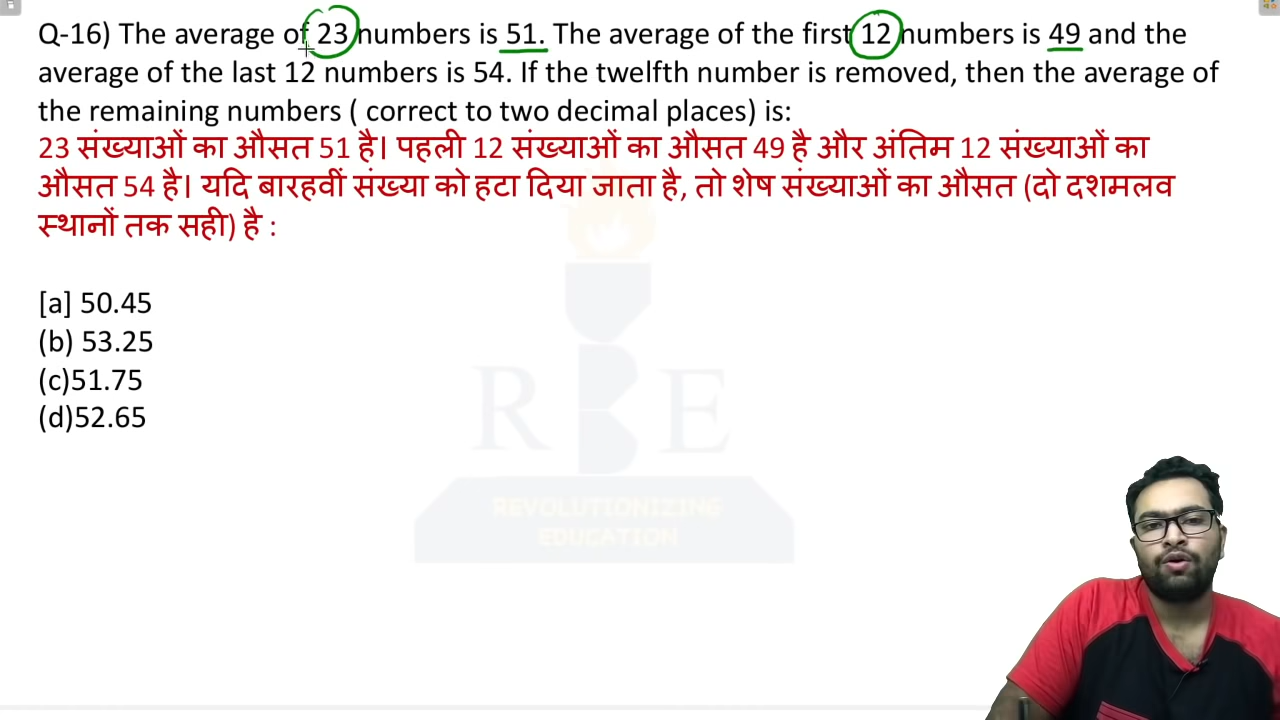 Q-16) The average of 23 numbers is 51. The average of the first 12 numbers is 49 and the
average of the last 12 numbers is 54. If the twelfth number is removed, then the average of
the remaining numbers ( correct to two decimal places) is:
23 संख्याओं का औसत 51 है। पहली 12 संख्याओं का औसत 49 है और अंतिम 12 संख्याओं का
औसत 54 है। यदि बारहवीं संख्या को हटा दिया जाता है, तो शेष संख्याओं का औसत (दो दशमलव
स्थानों तक सही) है :
[a] 50.45
(b) 53.25
(c)51.75
(d)52.65
R E
REVOLUTIONIZING
EDUCATION